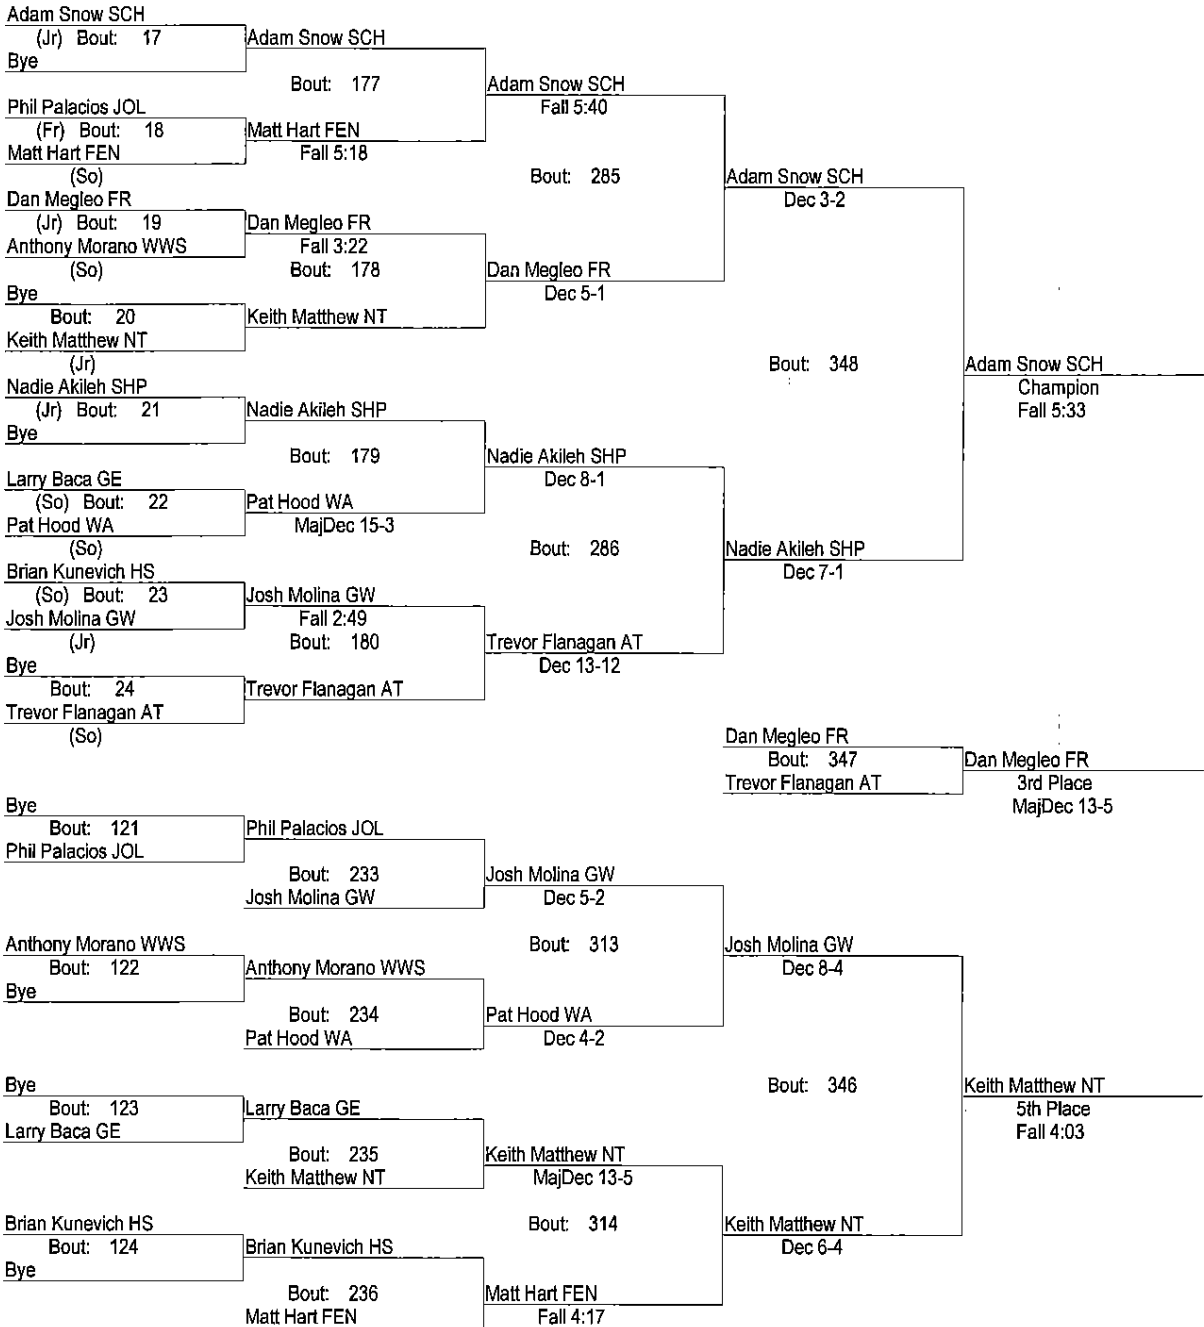 Adam Snow SCH
(Jr) Bout: 17
Bye
Adam Snow SCH
Bout: 177
Phil Palacios JOL
(Fr) Bout: 18
Matt Hart FEN
(So)
Matt Hart FEN
Fall 5:18
Adam Snow SCH
Fall 5:40
Bout: 285
Dan Megleo FR
(Jr) Bout: 19
Anthony Morano WWS
(So)
Dan Megleo FR
Fall 3:22
Bout: 178
Bye
Bout: 20
Keith Matthew NT
(Jr)
Keith Matthew NT
Dan Megleo FR
Dec 5-1
Adam Snow SCH
Dec 3-2
Bout: 348
Adam Snow SCH
Champion
Fall 5:33
Nadie Akileh SHP
(Jr) Bout: 21
Bye
Nadie Akileh SHP
Bout: 179
Larry Baca GE
(So) Bout: 22
Pat Hood WA
(So)
Pat Hood WA
MajDec 15-3
Nadie Akileh SHP
Dec 8-1
Bout: 286
Nadie Akileh SHP
Dec 7-1
Brian Kunevich HS
(So) Bout: 23
Josh Molina GW
(Jr)
Josh Molina GW
Fall 2:49
Bout: 180
Bye
Bout: 24
Trevor Flanagan AT
(So)
Trevor Flanagan AT
Trevor Flanagan AT
Dec 13-12
Dan Megleo FR
Bout: 347
Trevor Flanagan AT
Dan Megleo FR
3rd Place
MajDec 13-5
Bye
Bout: 121
Phil Palacios JOL
Phil Palacios JOL
Bout: 233
Josh Molina GW
Josh Molina GW
Dec 5-2
Bout: 313
Anthony Morano WWS
Bout: 122
Bye
Anthony Morano WWS
Bout: 234
Pat Hood WA
Pat Hood WA
Dec 4-2
Josh Molina GW
Dec 8-4
Bout: 346
Keith Matthew NT
5th Place
Fall 4:03
Bye
Bout: 123
Larry Baca GE
Larry Baca GE
Bout: 235
Keith Matthew NT
Keith Matthew NT
MajDec 13-5
Bout: 314
Keith Matthew NT
Dec 6-4
Brian Kunevich HS
Bout: 124
Bye
Brian Kunevich HS
Bout: 236
Matt Hart FEN
Matt Hart FEN
Fall 4:17